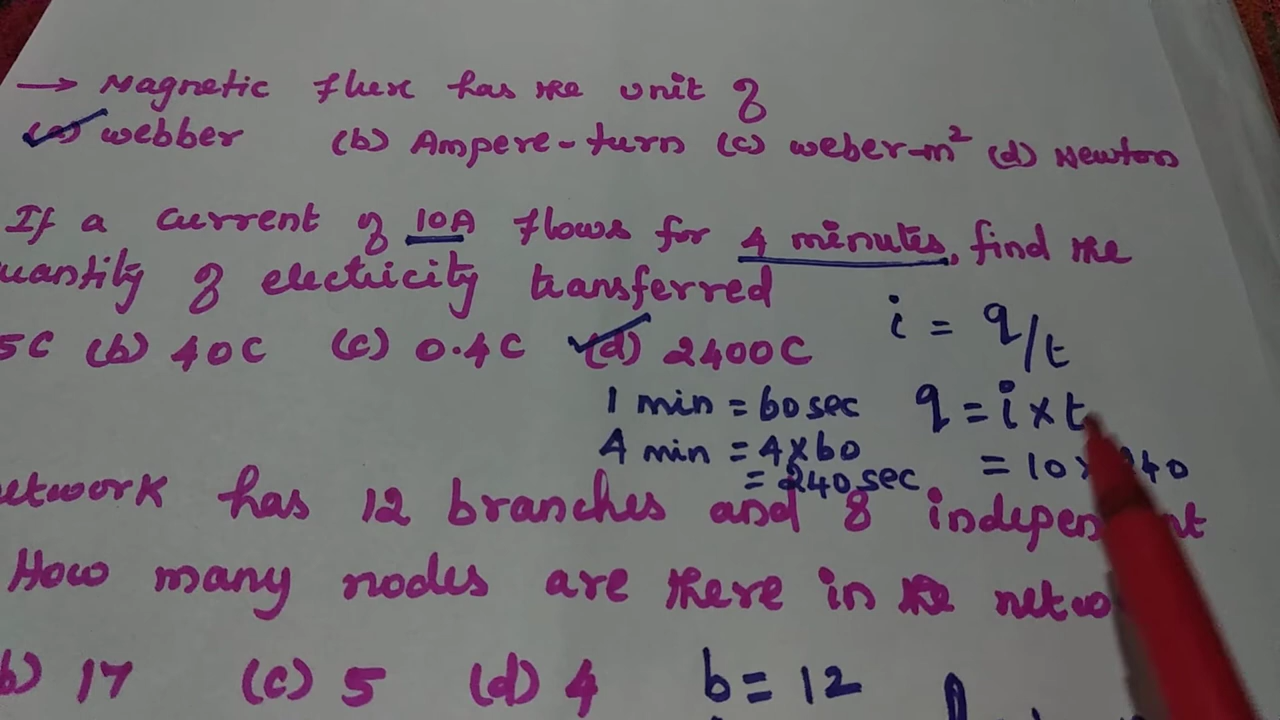 → Magnetic flux has the unit of
(a) webber (b) Ampere-turn (c) weber-m² (d) Newton
If a current of 10A flows for 4 minutes, find the
uantity of electricity transferred
5C (b) 40C (c) 0.4C (d) 2400C
i = q/t
1 min = 60 sec
q = i × t
4 min = 4×60
= 240 sec
= 10 × 240
network has 12 branches and 8
How many nodes are there in the netwo
b) 17 (c) 5 (d) 4
b = 12